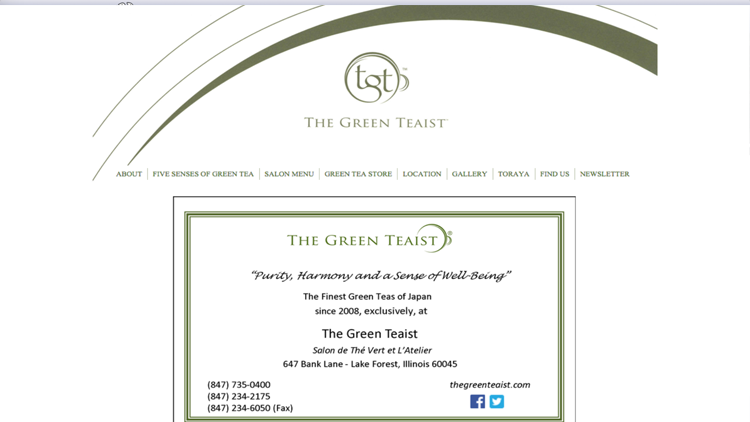 tgt
THE GREEN TEAIST
ABOUT FIVE SENSES OF GREEN TEA SALON MENU GREEN TEA STORE LOCATION GALLERY TORAYA FIND US NEWSLETTER
THE GREEN TEAIST®
“Purity, Harmony and a Sense of Well-Being”
The Finest Green Teas of Japan
since 2008, exclusively, at
The Green Teaist
Salon de Thé Vert et L’Atelier
647 Bank Lane - Lake Forest, Illinois 60045
(847) 735-0400 thegreenteaist.com
(847) 234-2175
(847) 234-6050 (Fax)